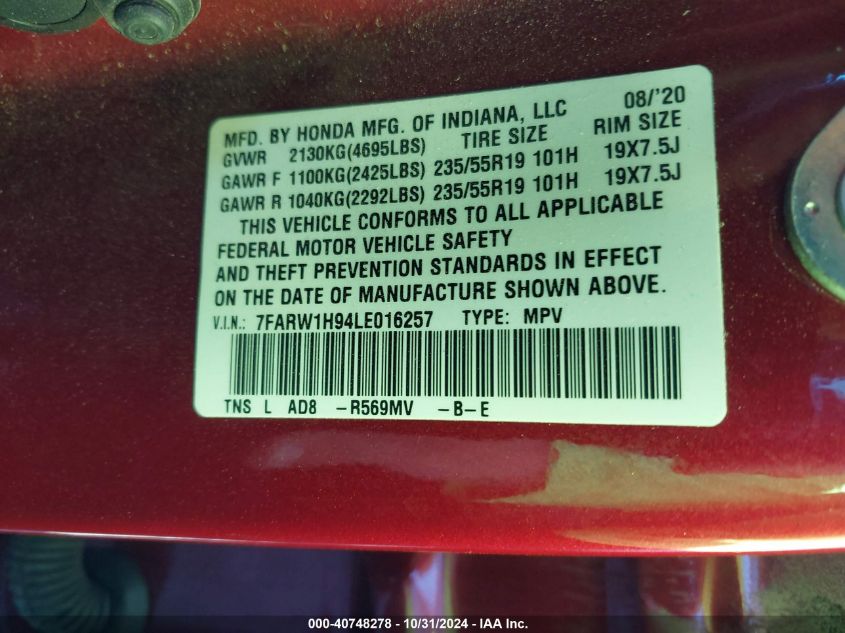 MFD. BY HONDA MFG. OF INDIANA, LLC 08/'20
GVWR 2130KG(4695LBS) TIRE SIZE RIM SIZE
GAWR F 1100KG(2425LBS) 235/55R19 101H 19X7.5J
GAWR R 1040KG(2292LBS) 235/55R19 101H 19X7.5J
THIS VEHICLE CONFORMS TO ALL APPLICABLE
FEDERAL MOTOR VEHICLE SAFETY
AND THEFT PREVENTION STANDARDS IN EFFECT
ON THE DATE OF MANUFACTURE SHOWN ABOVE.
V.I.N.: 7FARW1H94LE016257 TYPE: MPV
TNS L AD8 -R569MV -B-E
000-40748278 - 10/31/2024 - IAA Inc.